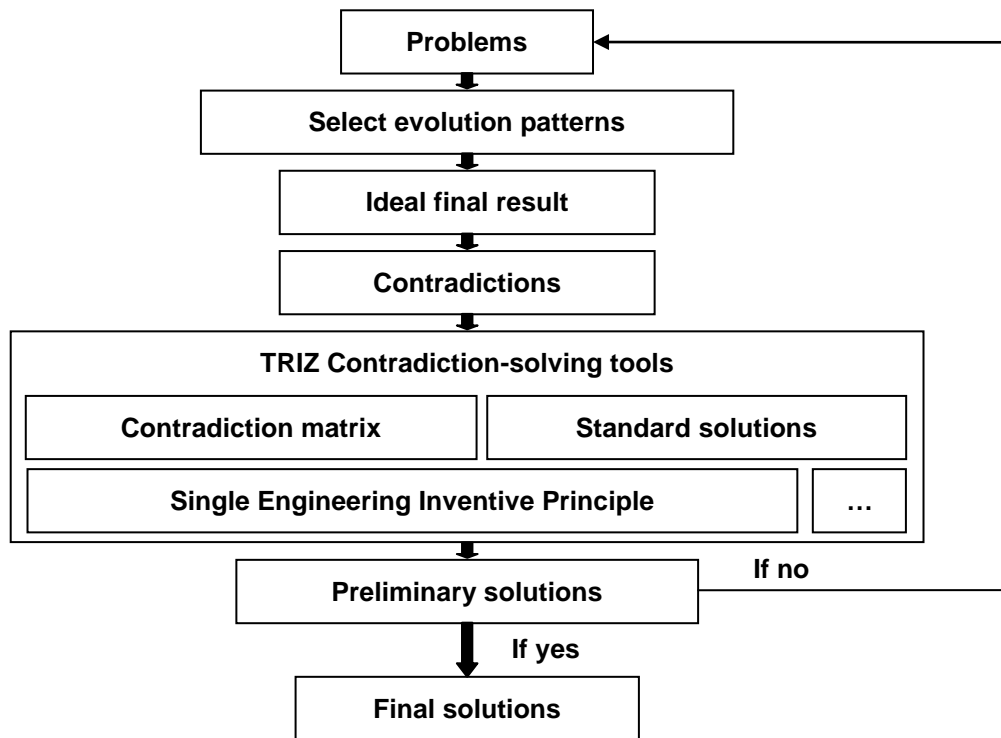 Problems
Select evolution patterns
Ideal final result
Contradictions
TRIZ Contradiction-solving tools
Contradiction matrix
Standard solutions
Single Engineering Inventive Principle
…
If no
Preliminary solutions
If yes
Final solutions